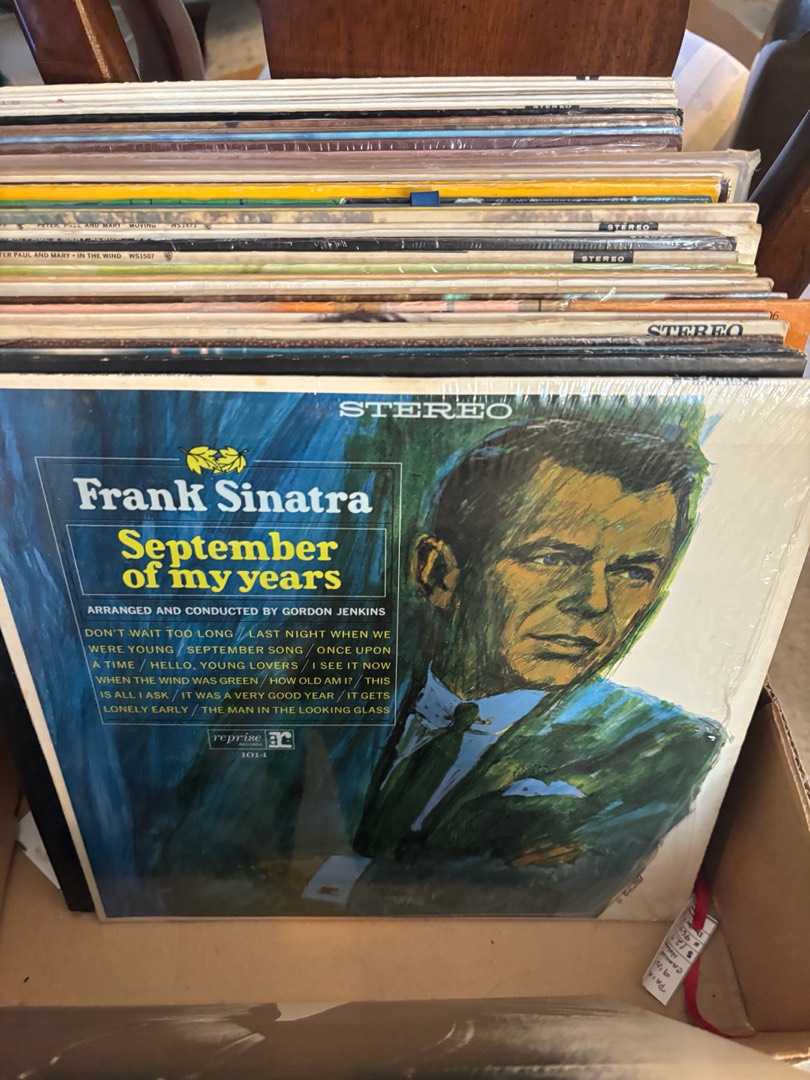 STEREO
PETER, PAUL AND MARY MOVING WS1473
STEREO
TER PAUL AND MARY • IN THE WIND WS1507
STEREO
STEREO
STEREO
Frank Sinatra
September
of my years
ARRANGED AND CONDUCTED BY GORDON JENKINS
DON'T WAIT TOO LONG / LAST NIGHT WHEN WE
WERE YOUNG / SEPTEMBER SONG / ONCE UPON
A TIME / HELLO, YOUNG LOVERS / I SEE IT NOW
WHEN THE WIND WAS GREEN / HOW OLD AM I? / THIS
IS ALL I ASK / IT WAS A VERY GOOD YEAR / IT GETS
LONELY EARLY / THE MAN IN THE LOOKING GLASS
reprise
RECORDS
1014